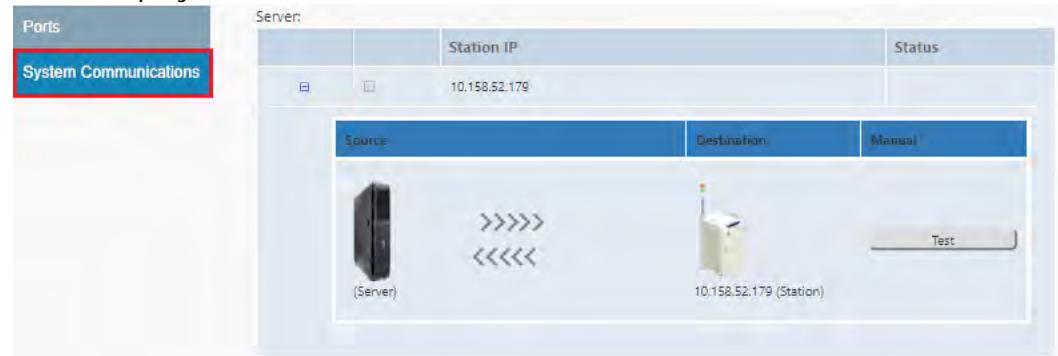 Ports
System Communications
Server:
Station IP Status
10.158.52.179
Source Destination Manual
>>>>>
<<<<<
Test
(Server) 10.158.52.179 (Station)